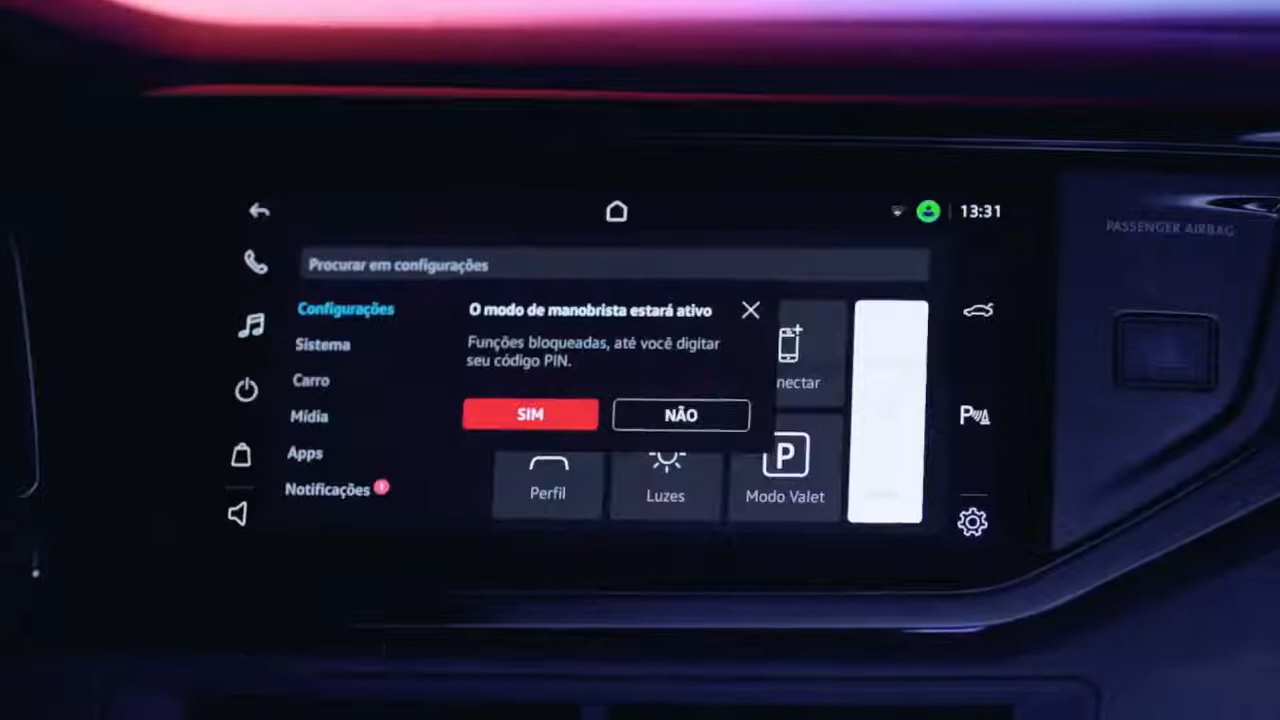 13:31
PASSENGER AIRBAG
Procurar em configurações
Configurações
O modo de manobrista estará ativo
Sistema
Funções bloqueadas, até você digitar
seu código PIN.
Carro
nectar
Mídia
SIM
NÃO
Apps
P
P
Notificações
Perfil
Luzes
Modo Valet